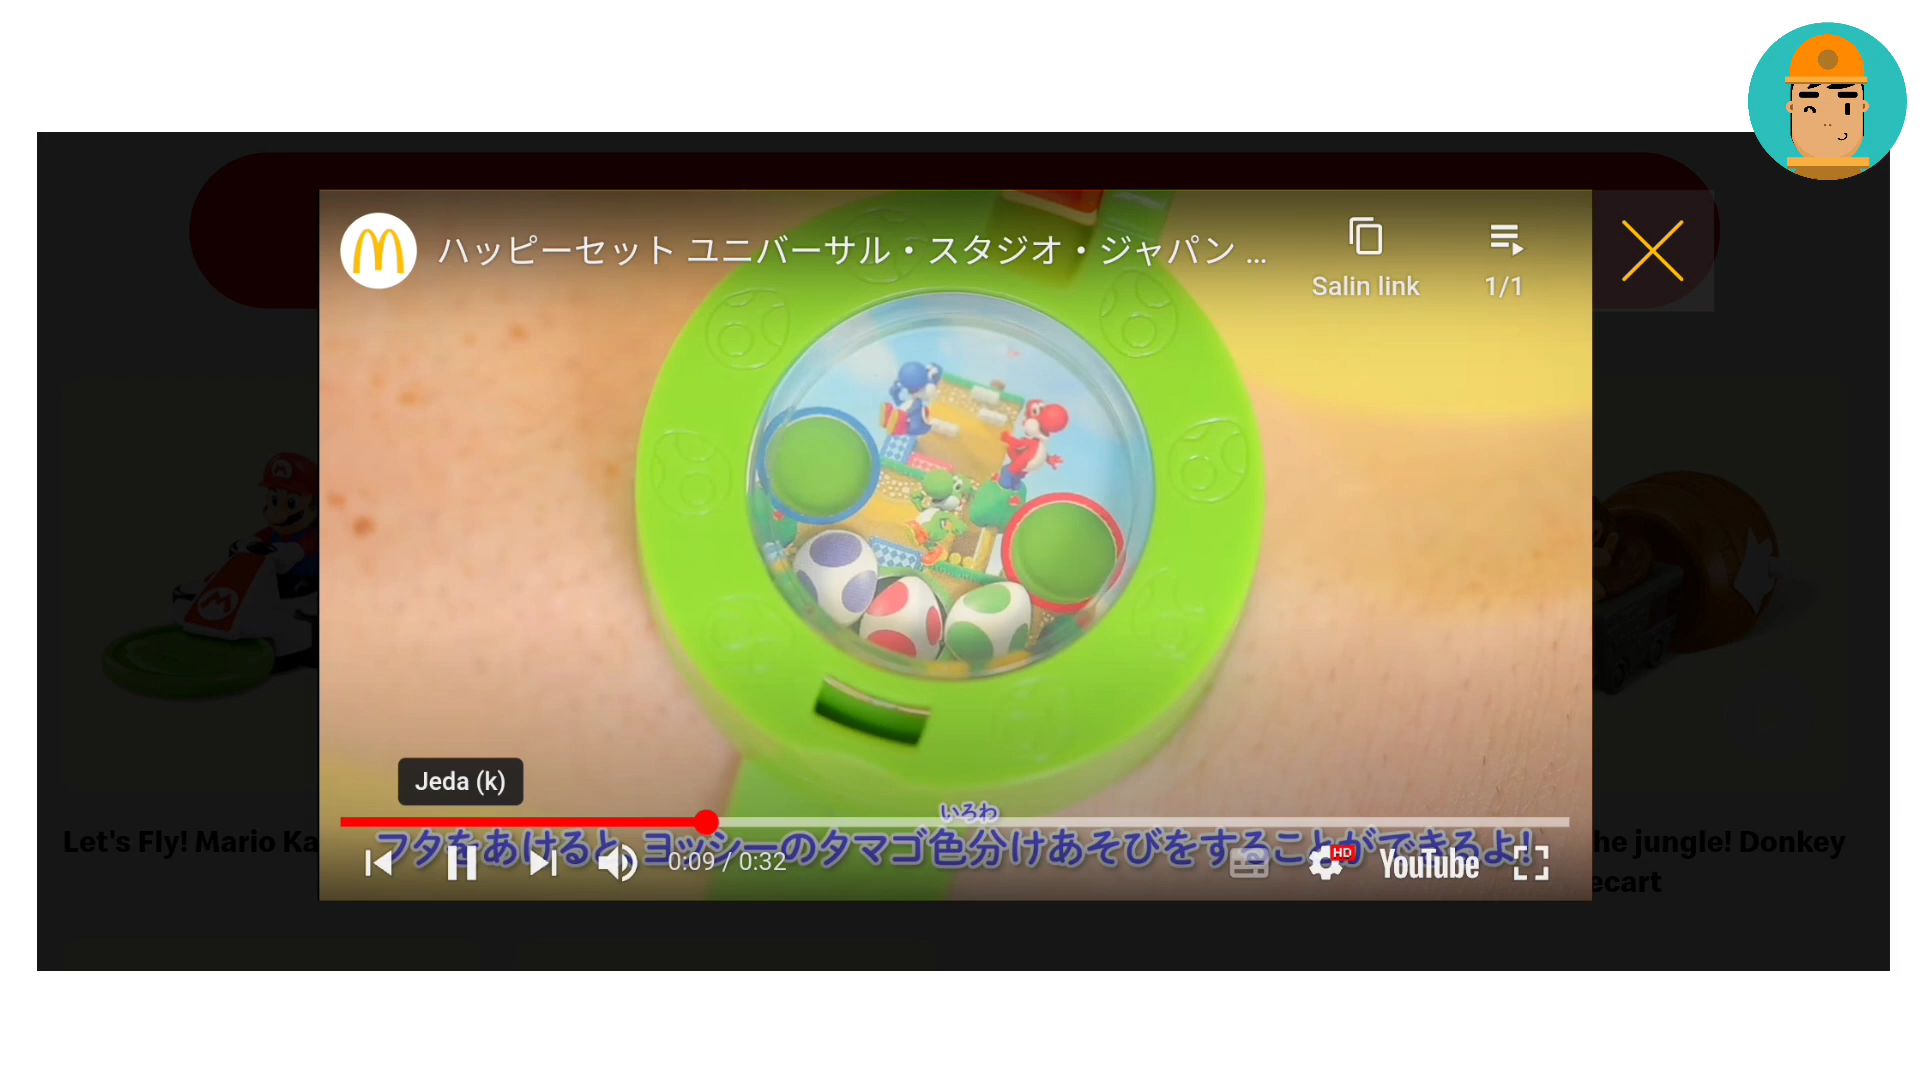 ハッピーセット ユニバーサル・スタジオ・ジャパン ...
Salin link
1/1
Jeda (k)
いろわ
フタをあけると、ヨッシーのタマゴ色分けあそびをすることができるよ!
0:09 / 0:32
HD
YouTube
Let's Fly! Mario Ka
he jungle! Donkey
ecart